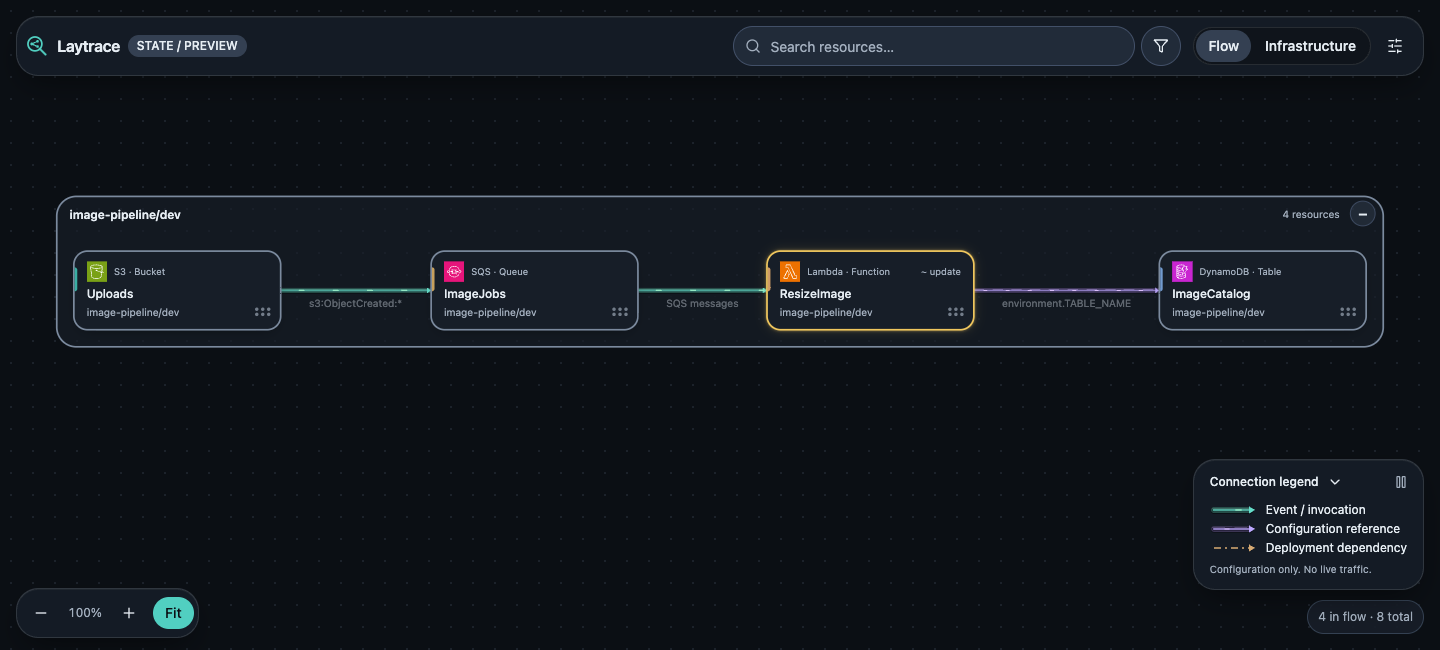 Laytrace STATE / PREVIEW Search resources... Flow Infrastructure
image-pipeline/dev 4 resources
S3 · Bucket
Uploads
image-pipeline/dev
s3:ObjectCreated:*
SQS · Queue
ImageJobs
image-pipeline/dev
SQS messages
Lambda · Function ~ update
ResizeImage
image-pipeline/dev
environment.TABLE_NAME
DynamoDB · Table
ImageCatalog
image-pipeline/dev
Connection legend
Event / invocation
Configuration reference
Deployment dependency
Configuration only. No live traffic.
100% Fit
4 in flow · 8 total